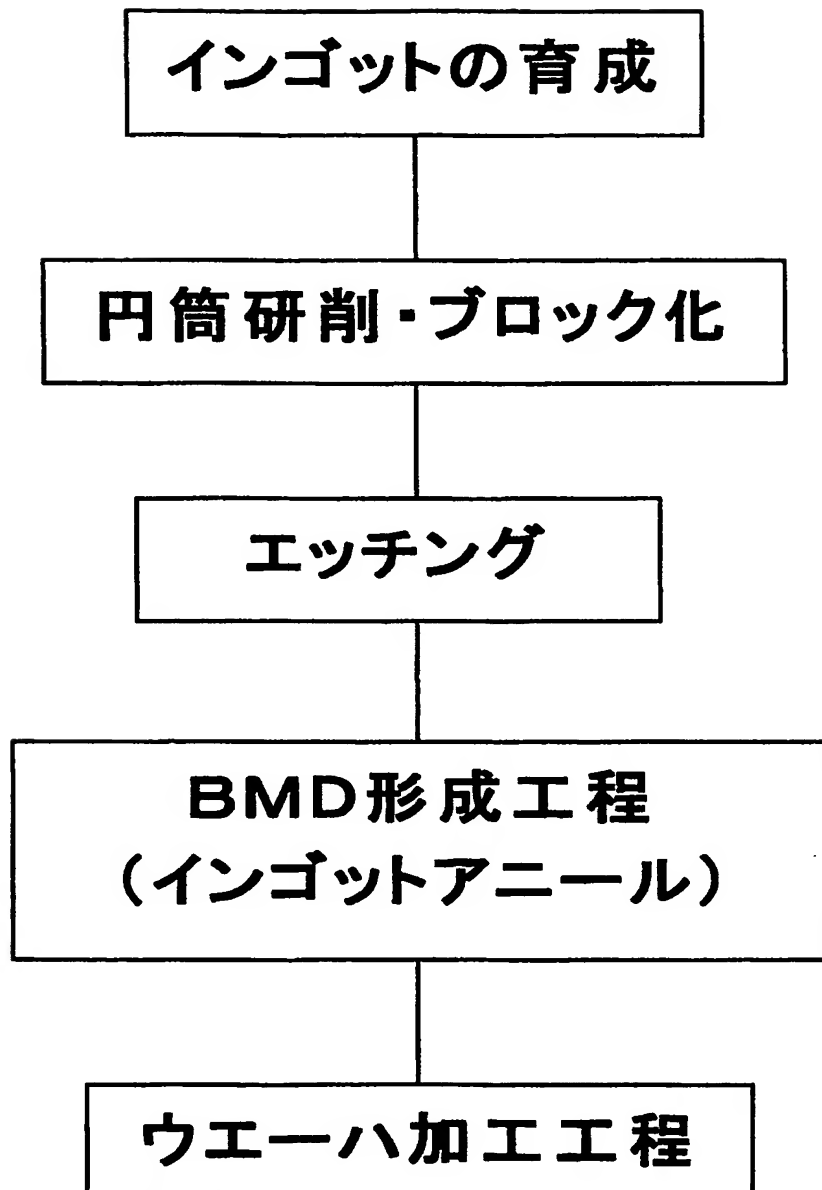 インゴットの育成
円筒研削・ブロック化
エッチング
BMD形成工程
（インゴットアニール）
ウエーハ加工工程